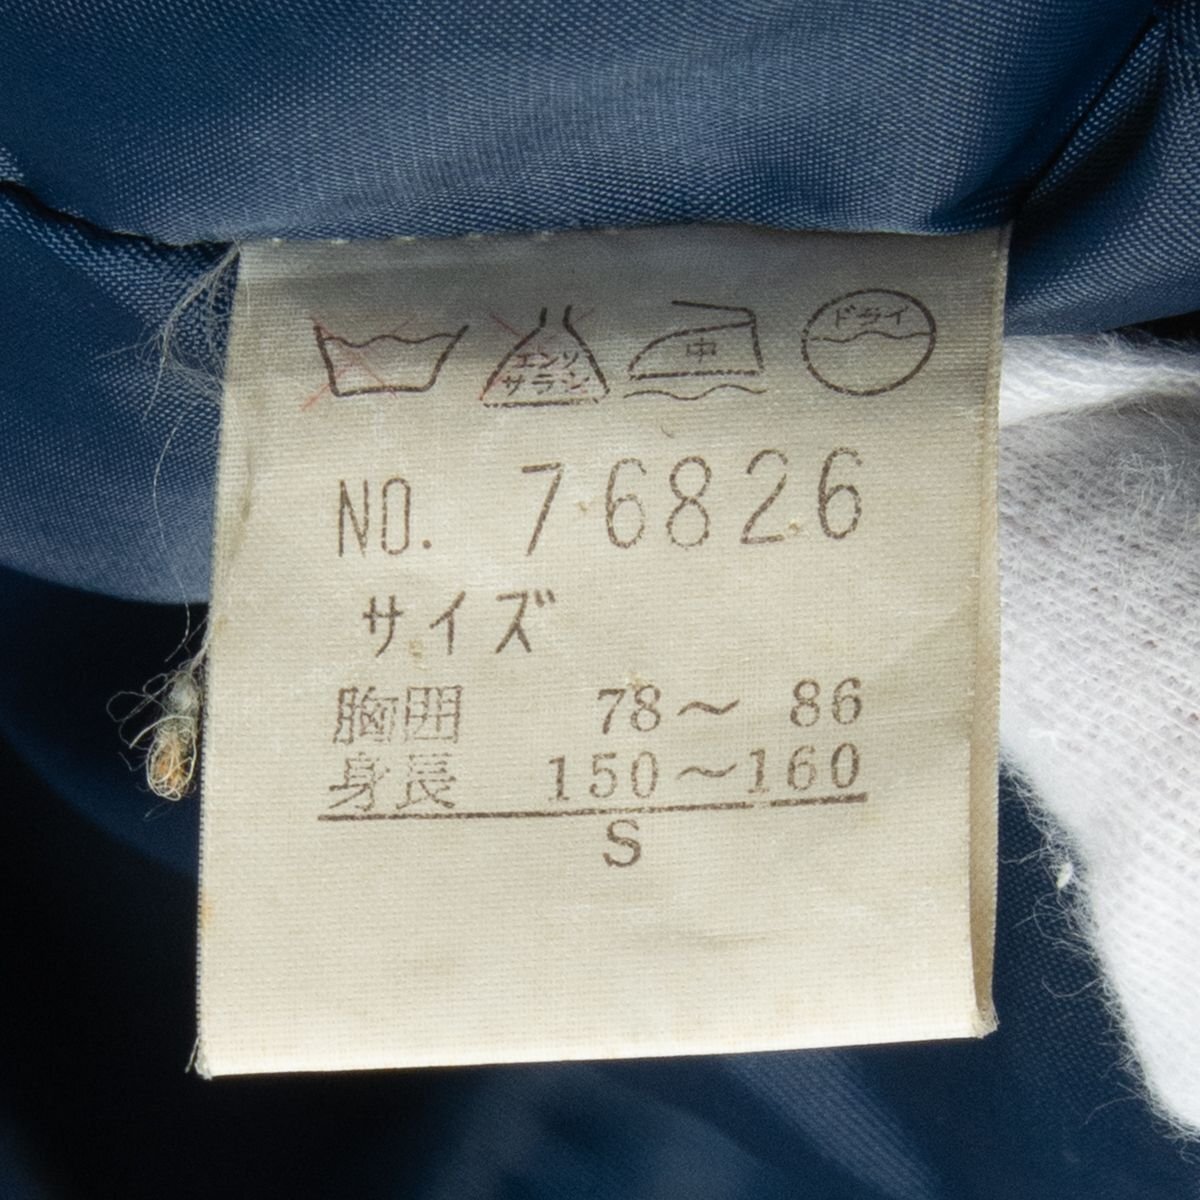 エンソ サラシ 中 ドライ
NO. 76826
サイズ
胸囲 78～86
身長 150～160
S